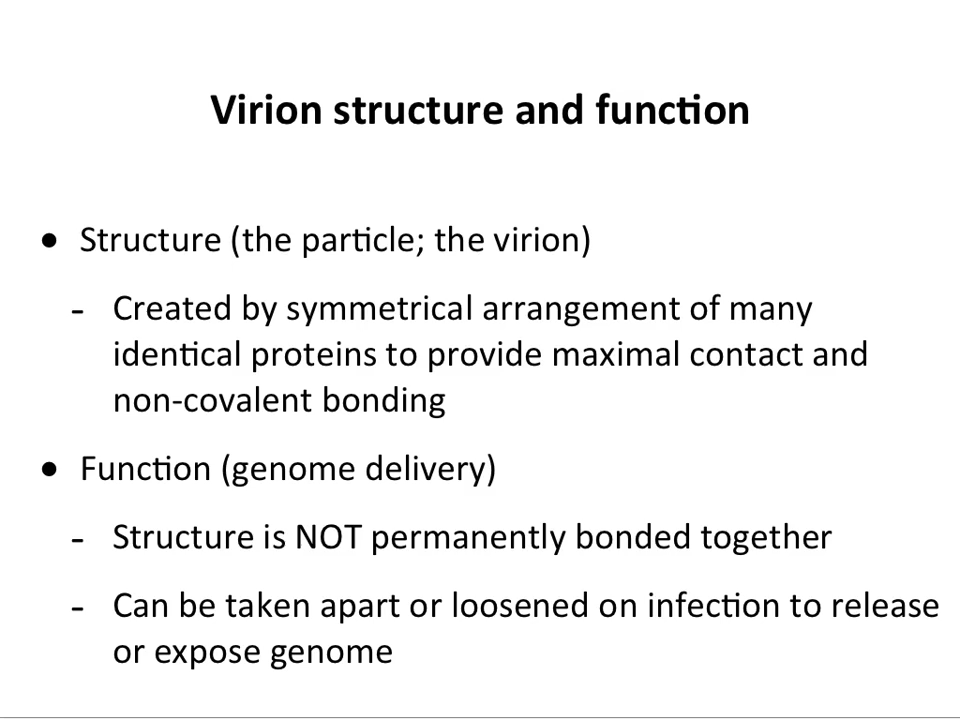 Virion structure and function
• Structure (the particle; the virion)
- Created by symmetrical arrangement of many
identical proteins to provide maximal contact and
non-covalent bonding
• Function (genome delivery)
- Structure is NOT permanently bonded together
- Can be taken apart or loosened on infection to release
or expose genome